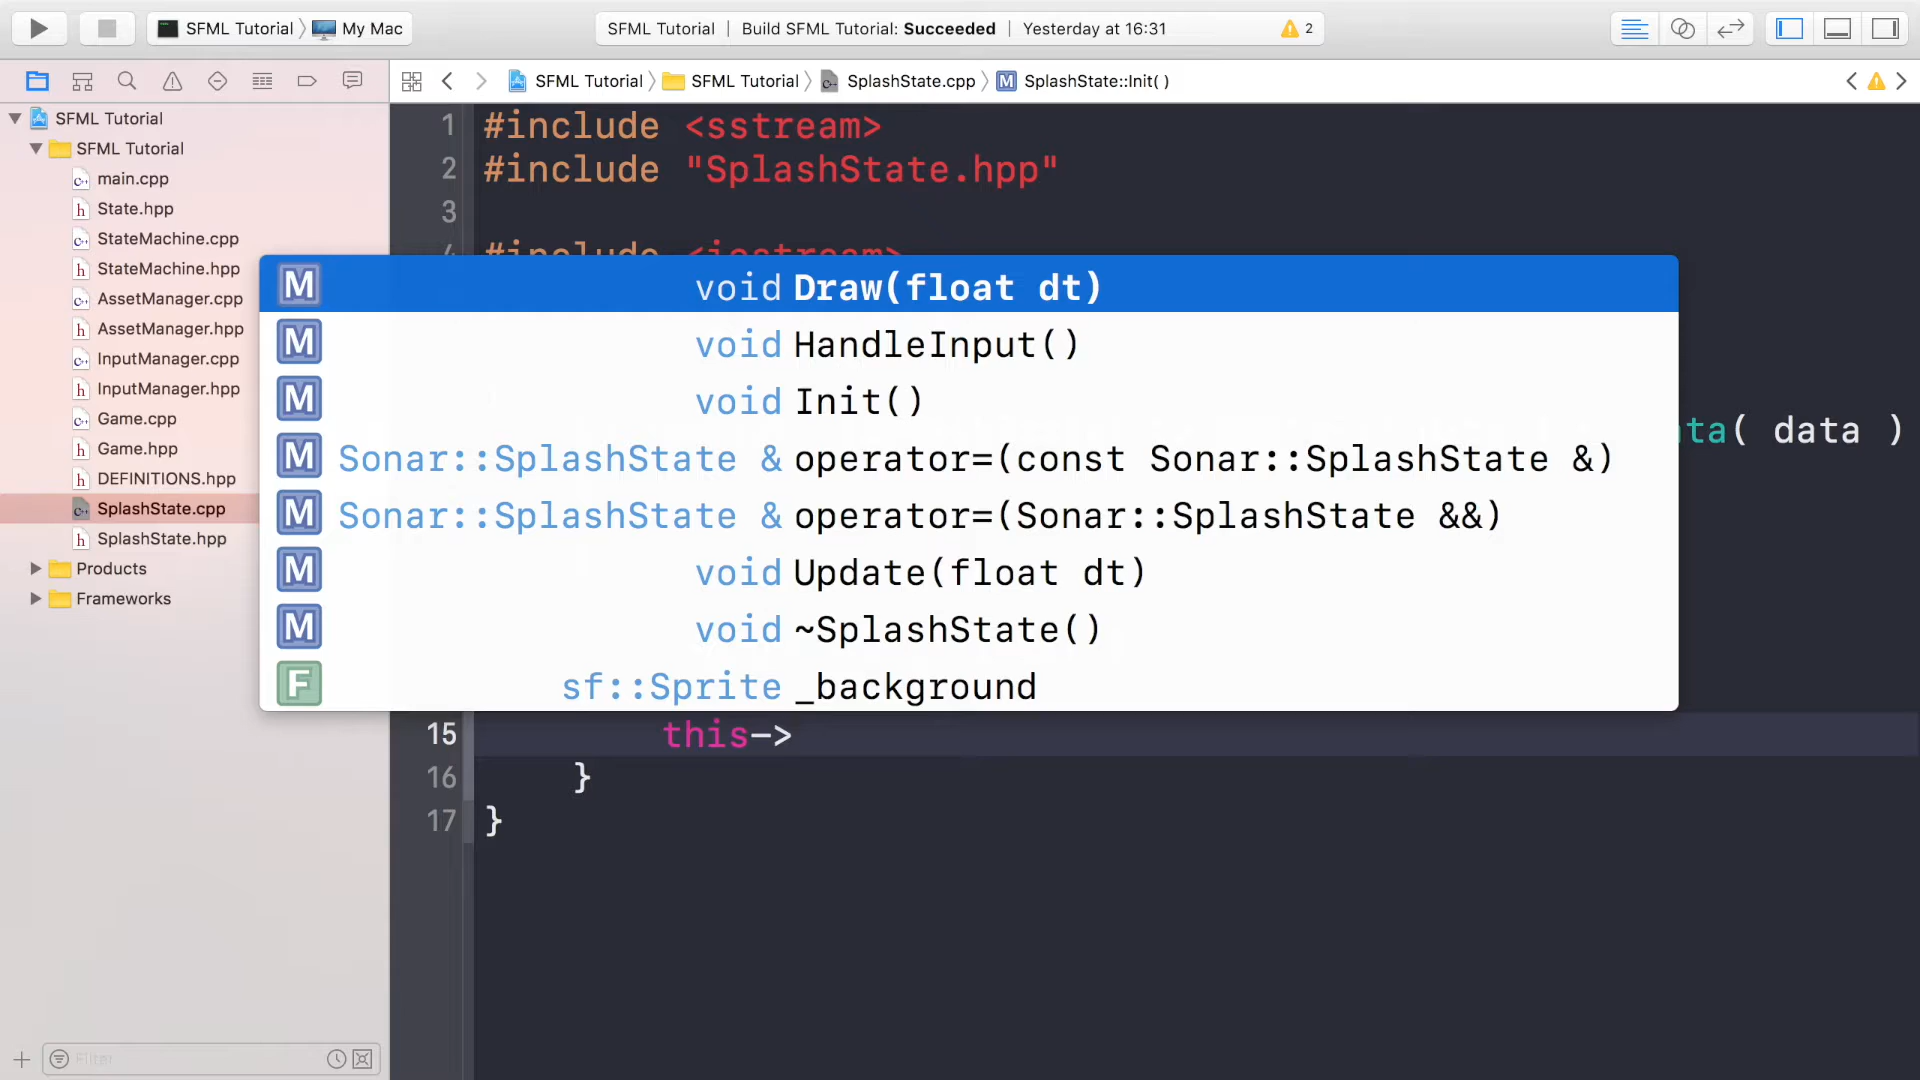 SFML Tutorial My Mac
SFML Tutorial Build SFML Tutorial: Succeeded Yesterday at 16:31 2
SFML Tutorial SFML Tutorial SplashState.cpp M SplashState::Init( )
SFML Tutorial
SFML Tutorial
main.cpp
State.hpp
StateMachine.cpp
StateMachine.hpp
AssetManager.cpp
AssetManager.hpp
InputManager.cpp
InputManager.hpp
Game.cpp
Game.hpp
DEFINITIONS.hpp
SplashState.cpp
SplashState.hpp
Products
Frameworks
Filter
1 #include <sstream>
2 #include "SplashState.hpp"
3
4 #include <iostream>
M void Draw(float dt)
M void HandleInput()
M void Init()
ta( data )
M Sonar::SplashState & operator=(const Sonar::SplashState &)
M Sonar::SplashState & operator=(Sonar::SplashState &&)
M void Update(float dt)
M void ~SplashState()
F sf::Sprite _background
15 this->
16 }
17 }